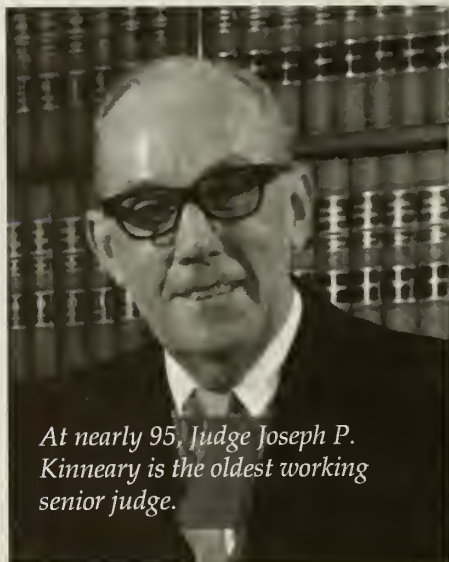 At nearly 95, Judge Joseph P.
Kinneary is the oldest working
senior judge.